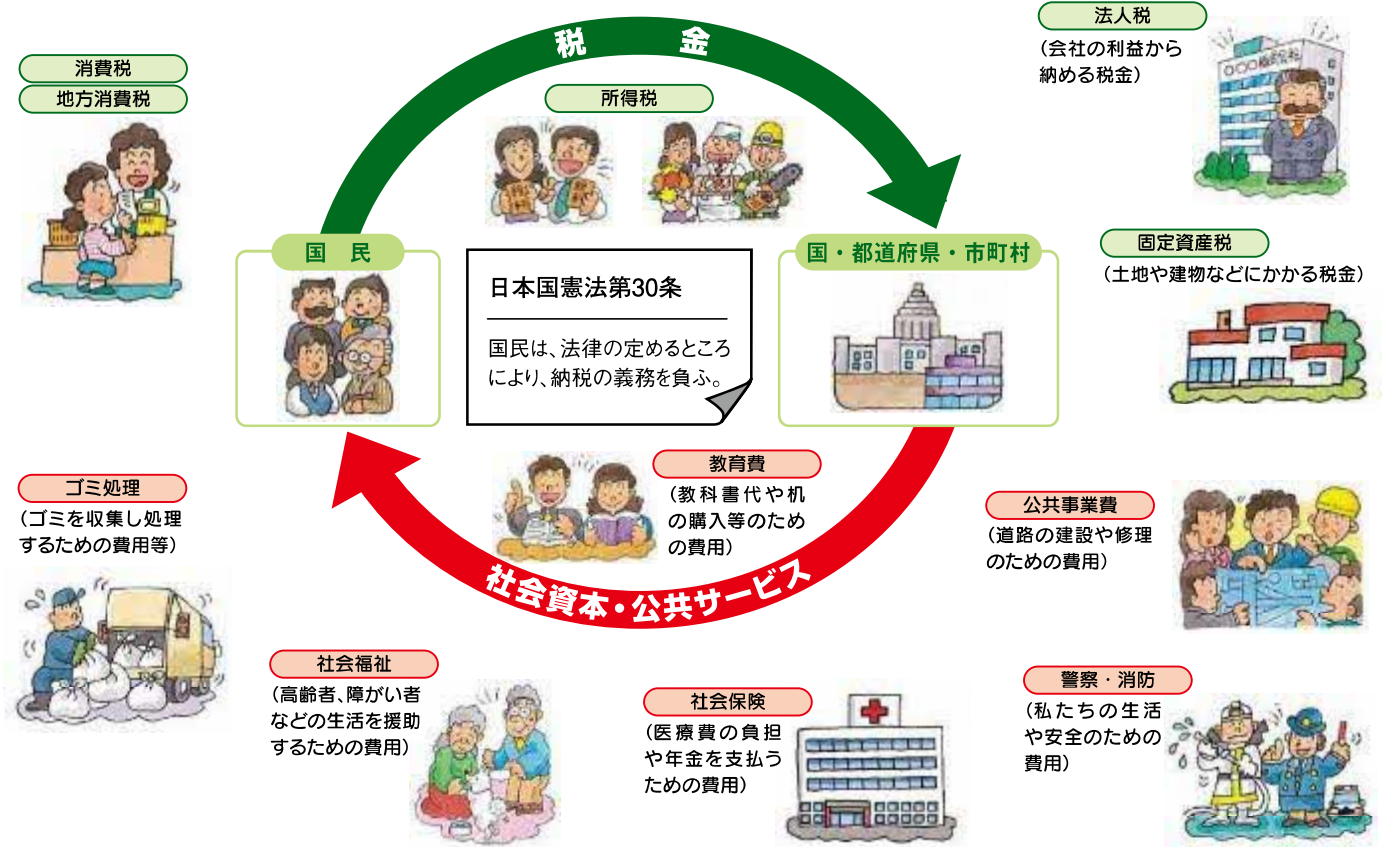 税金
消費税
地方消費税
所得税
法人税
(会社の利益から
納める税金)
○○○株式会社
国民
国・都道府県・市町村
固定資産税
(土地や建物などにかかる税金)
日本国憲法第30条
国民は、法律の定めるところ
により、納税の義務を負ふ。
ゴミ処理
(ゴミを収集し処理
するための費用等)
教育費
(教科書代や机
の購入等のため
の費用)
公共事業費
(道路の建設や修理
のための費用)
社会資本・公共サービス
社会福祉
(高齢者、障がい者
などの生活を援助
するための費用)
社会保険
(医療費の負担
や年金を支払う
ための費用)
警察・消防
(私たちの生活
や安全のための
費用)